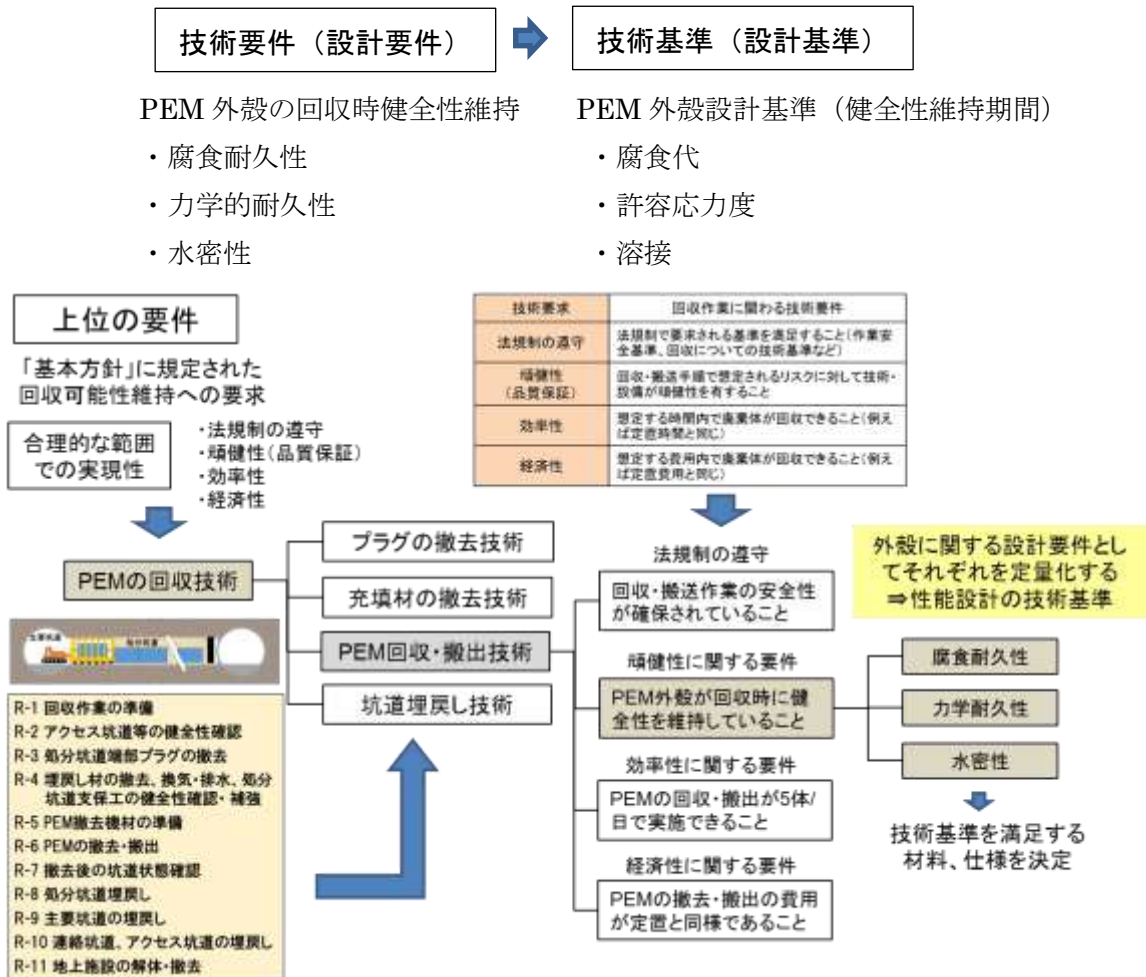 技術要件（設計要件）
技術基準（設計基準）
PEM 外殻の回収時健全性維持
・腐食耐久性
・力学的耐久性
・水密性
PEM 外殻設計基準（健全性維持期間）
・腐食代
・許容応力度
・溶接
上位の要件
「基本方針」に規定された
回収可能性維持への要求
合理的な範囲
での実現性
・法規制の遵守
・頑健性(品質保証)
・効率性
・経済性
技術要求
回収作業に関わる技術要件
法規制の遵守
法規制で要求される基準を満足すること(作業安
全基準、回収についての技術基準など)
頑健性
(品質保証)
回収・搬送手順で想定されるリスクに対して技術・
設備が頑健性を有すること
効率性
想定する時間内で廃棄体が回収できること(例え
ば定置時間と同じ)
経済性
想定する費用内で廃棄体が回収できること(例え
ば定置費用と同じ)
PEMの回収技術
プラグの撤去技術
充填材の撤去技術
PEM回収・搬出技術
坑道埋戻し技術
主要坑道
処分坑道
R-1 回収作業の準備
R-2 アクセス坑道等の健全性確認
R-3 処分坑道端部プラグの撤去
R-4 埋戻し材の撤去、換気・排水、処分
坑道支保工の健全性確認・補強
R-5 PEM撤去機材の準備
R-6 PEMの撤去・搬出
R-7 撤去後の坑道状態確認
R-8 処分坑道埋戻し
R-9 主要坑道の埋戻し
R-10 連絡坑道、アクセス坑道の埋戻し
R-11 地上施設の解体・撤去
法規制の遵守
回収・搬送作業の安全性
が確保されていること
頑健性に関する要件
PEM外殻が回収時に健
全性を維持していること
効率性に関する要件
PEMの回収・搬出が5体/
日で実施できること
経済性に関する要件
PEMの撤去・搬出の費用
が定置と同様であること
外殻に関する設計要件とし
てそれぞれを定量化する
⇒性能設計の技術基準
腐食耐久性
力学耐久性
水密性
技術基準を満足する
材料、仕様を決定